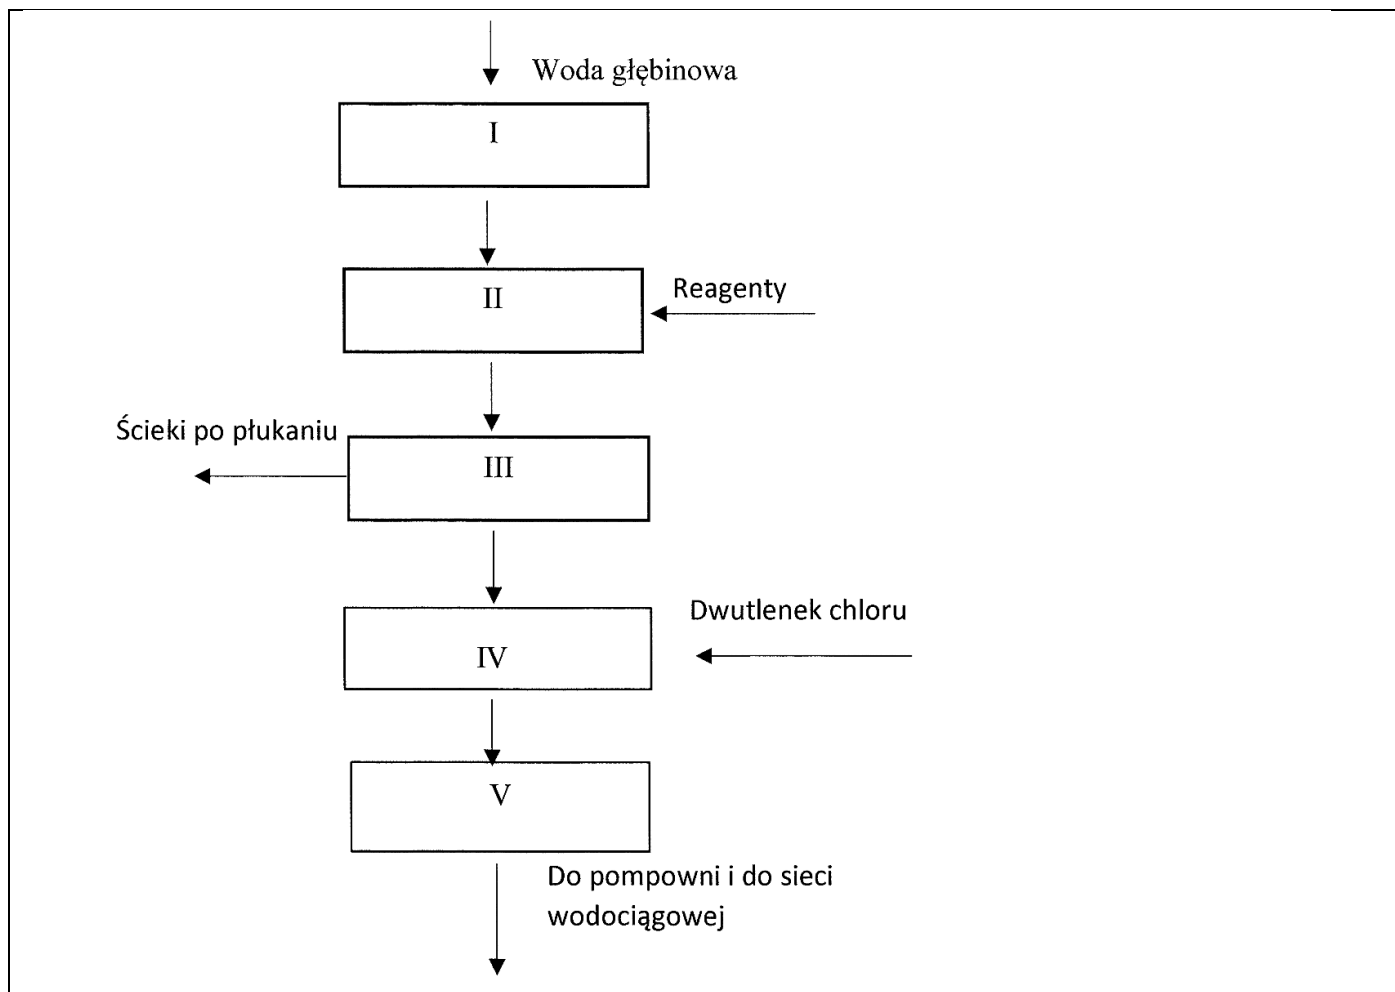 Woda głębinowa
I
II
Reagenty
Ścieki po płukaniu
III
Dwutlenek chloru
IV
V
Do pompowni i do sieci
wodociągowej